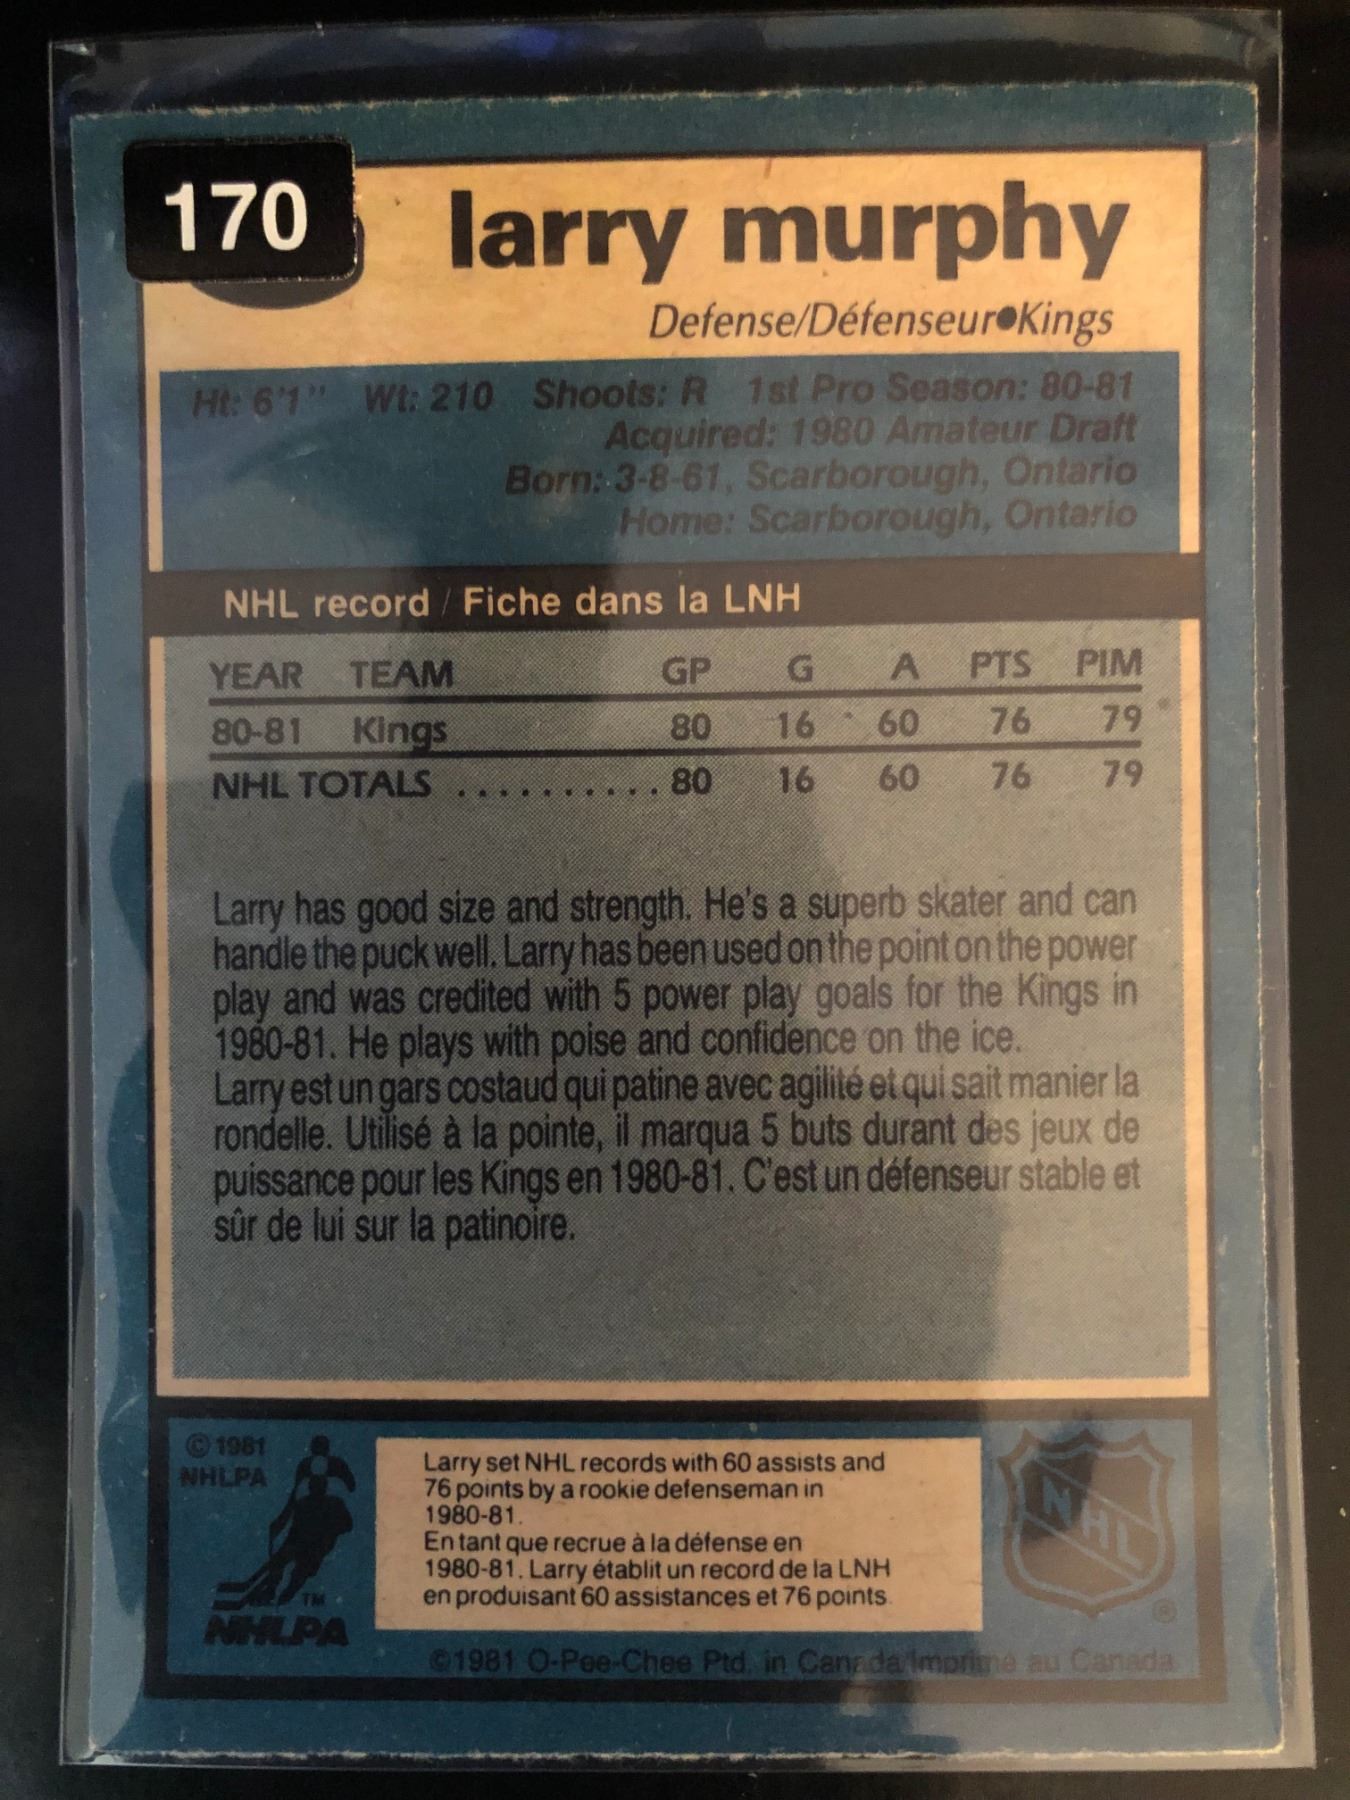 170
larry murphy
Defense/Défenseur●Kings
Ht: 6'1" Wt: 210 Shoots: R 1st Pro Season: 80-81
Acquired: 1980 Amateur Draft
Born: 3-8-61, Scarborough, Ontario
Home: Scarborough, Ontario
NHL record / Fiche dans la LNH
YEAR TEAM GP G A PTS PIM
80-81 Kings 80 16 60 76 79
NHL TOTALS .......... 80 16 60 76 79
Larry has good size and strength. He's a superb skater and can
handle the puck well. Larry has been used on the point on the power
play and was credited with 5 power play goals for the Kings in
1980-81. He plays with poise and confidence on the ice.
Larry est un gars costaud qui patine avec agilité et qui sait manier la
rondelle. Utilisé à la pointe, il marqua 5 buts durant des jeux de
puissance pour les Kings en 1980-81. C'est un défenseur stable et
sûr de lui sur la patinoire.
© 1981
NHLPA
TM
NHLPA
Larry set NHL records with 60 assists and
76 points by a rookie defenseman in
1980-81.
En tant que recrue à la défense en
1980-81. Larry établit un record de la LNH
en produisant 60 assistances et 76 points.
NHL
®
©1981 O-Pee-Chee Ptd. in Canada/Imprimé au Canada